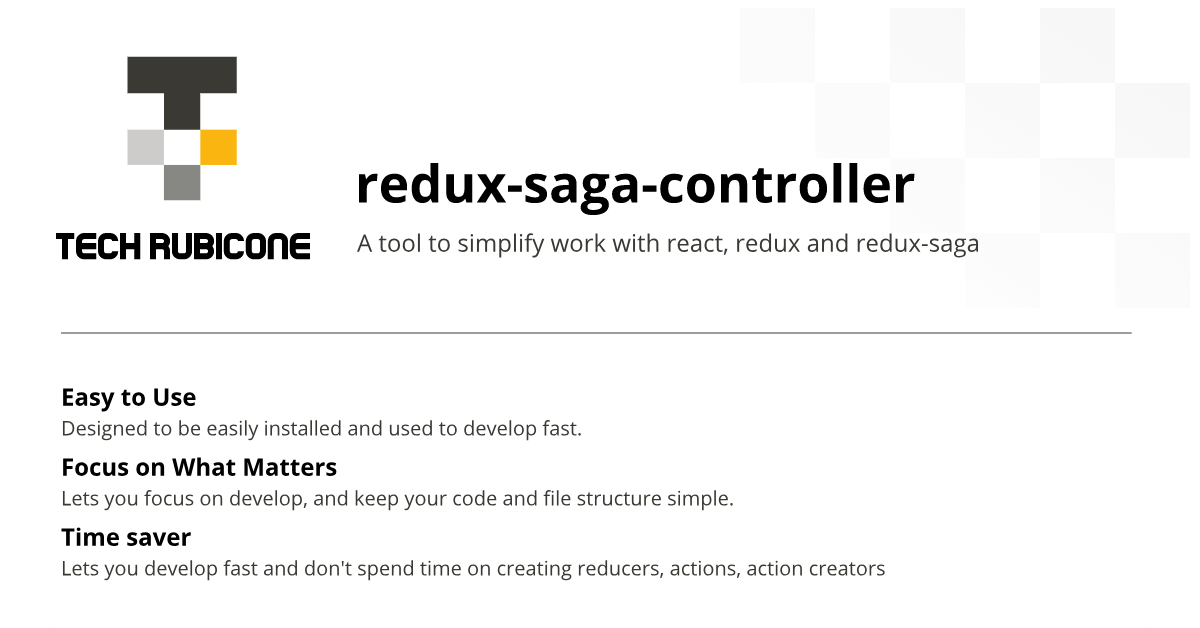 TECH RUBICONE
redux-saga-controller
A tool to simplify work with react, redux and redux-saga
Easy to Use
Designed to be easily installed and used to develop fast.
Focus on What Matters
Lets you focus on develop, and keep your code and file structure simple.
Time saver
Lets you develop fast and don't spend time on creating reducers, actions, action creators